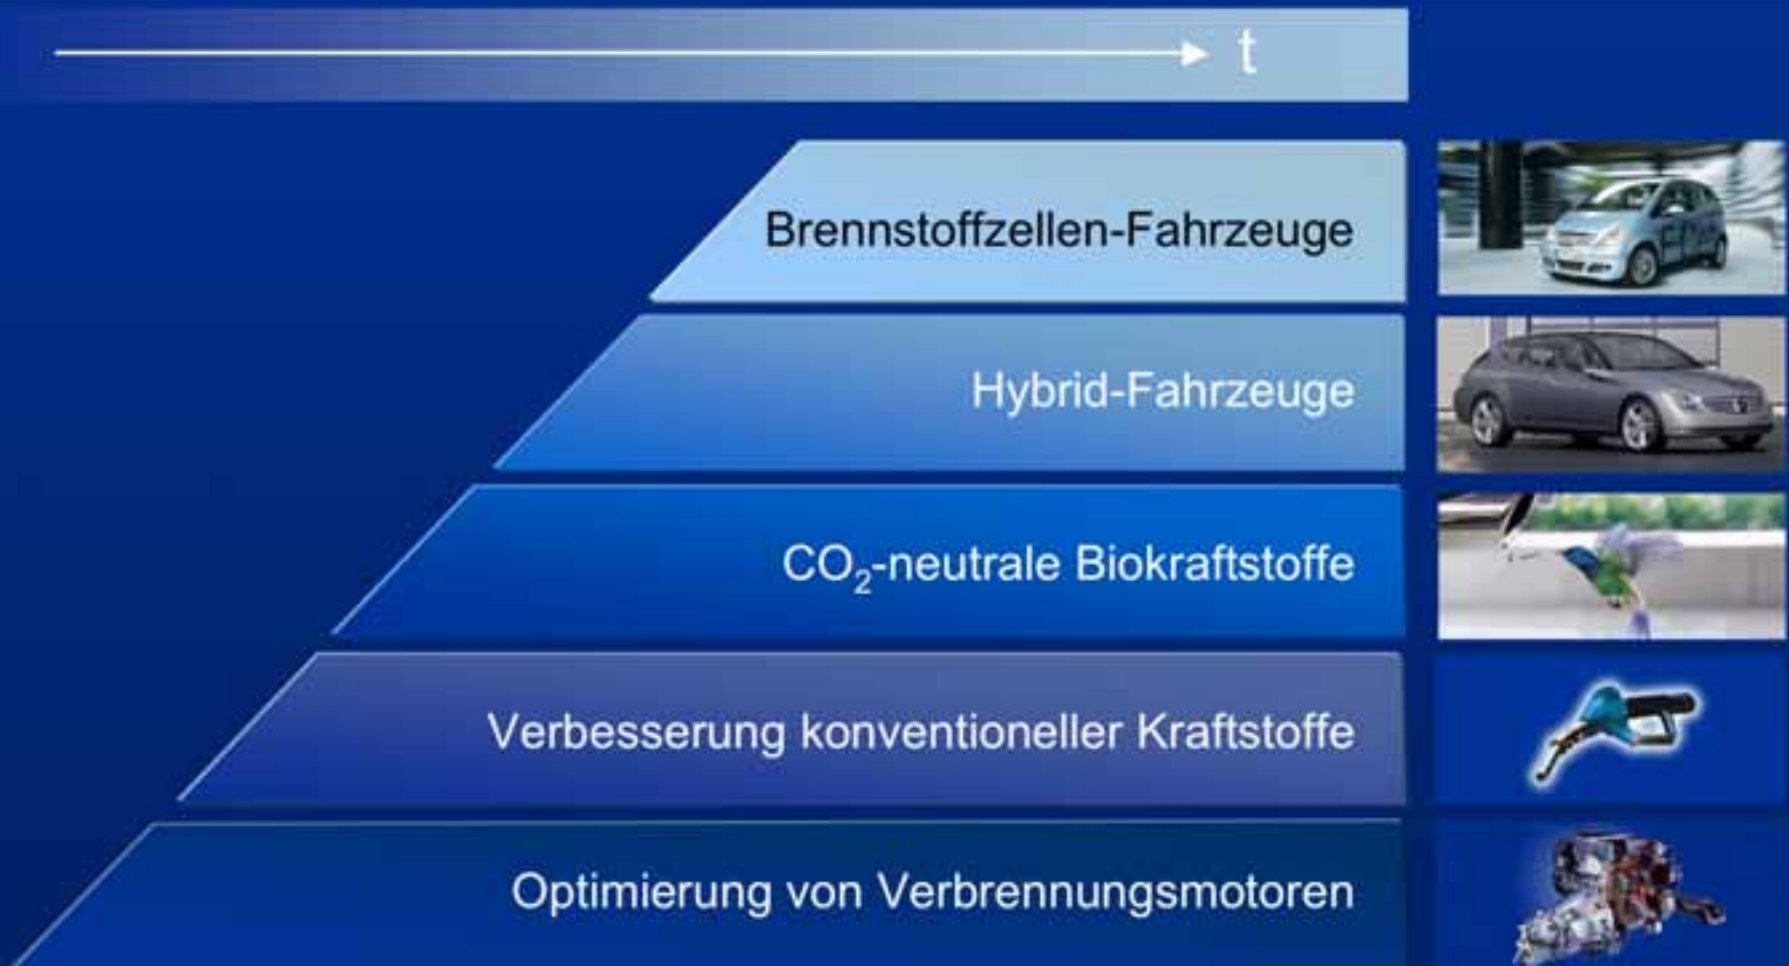 t
Brennstoffzellen-Fahrzeuge
Hybrid-Fahrzeuge
CO₂-neutrale Biokraftstoffe
Verbesserung konventioneller Kraftstoffe
Optimierung von Verbrennungsmotoren